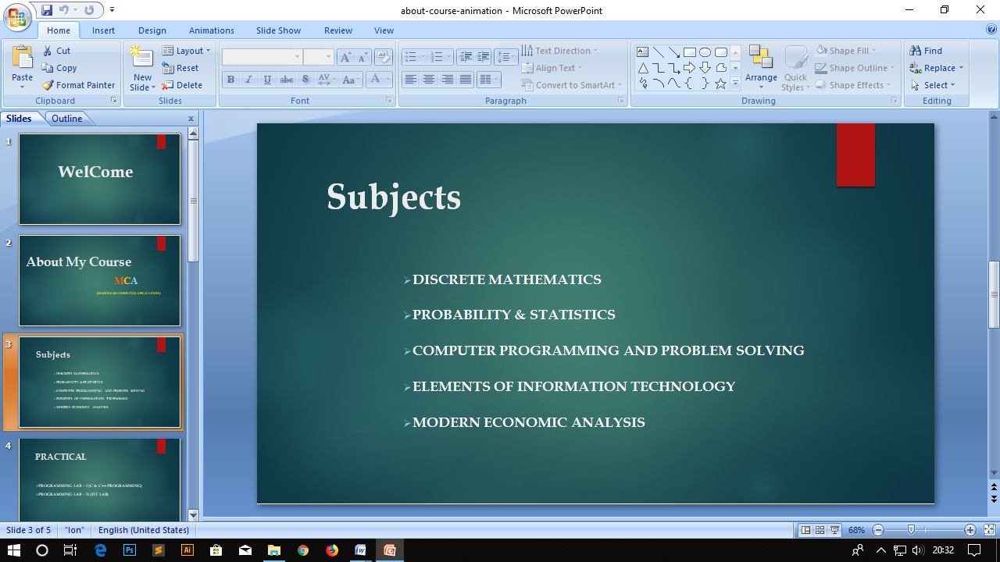 about-course-animation - Microsoft PowerPoint
Home Insert Design Animations Slide Show Review View
Paste
Cut
Copy
Format Painter
Clipboard
New Slide
Layout
Reset
Delete
Slides
B I U abc S AV Aa A
Font
Text Direction
Align Text
Convert to SmartArt
Paragraph
Arrange
Quick Styles
Shape Fill
Shape Outline
Shape Effects
Drawing
Find
Replace
Select
Editing
Slides Outline
1
WelCome
2
About My Course
MCA
(MASTER OF COMPUTER APPLICATION)
3
Subjects
DISCRETE MATHEMATICS
PROBABILITY & STATISTICS
COMPUTER PROGRAMMING AND PROBLEM SOLVING
ELEMENTS OF INFORMATION TECHNOLOGY
MODERN ECONOMIC ANALYSIS
4
PRACTICAL
PROGRAMMING LAB – I (C & C++ PROGRAMMING)
PROGRAMMING LAB – II (EIT LAB)
Subjects
DISCRETE MATHEMATICS
PROBABILITY & STATISTICS
COMPUTER PROGRAMMING AND PROBLEM SOLVING
ELEMENTS OF INFORMATION TECHNOLOGY
MODERN ECONOMIC ANALYSIS
Slide 3 of 5 "Ion" English (United States) 68%
Ps Ai 20:32